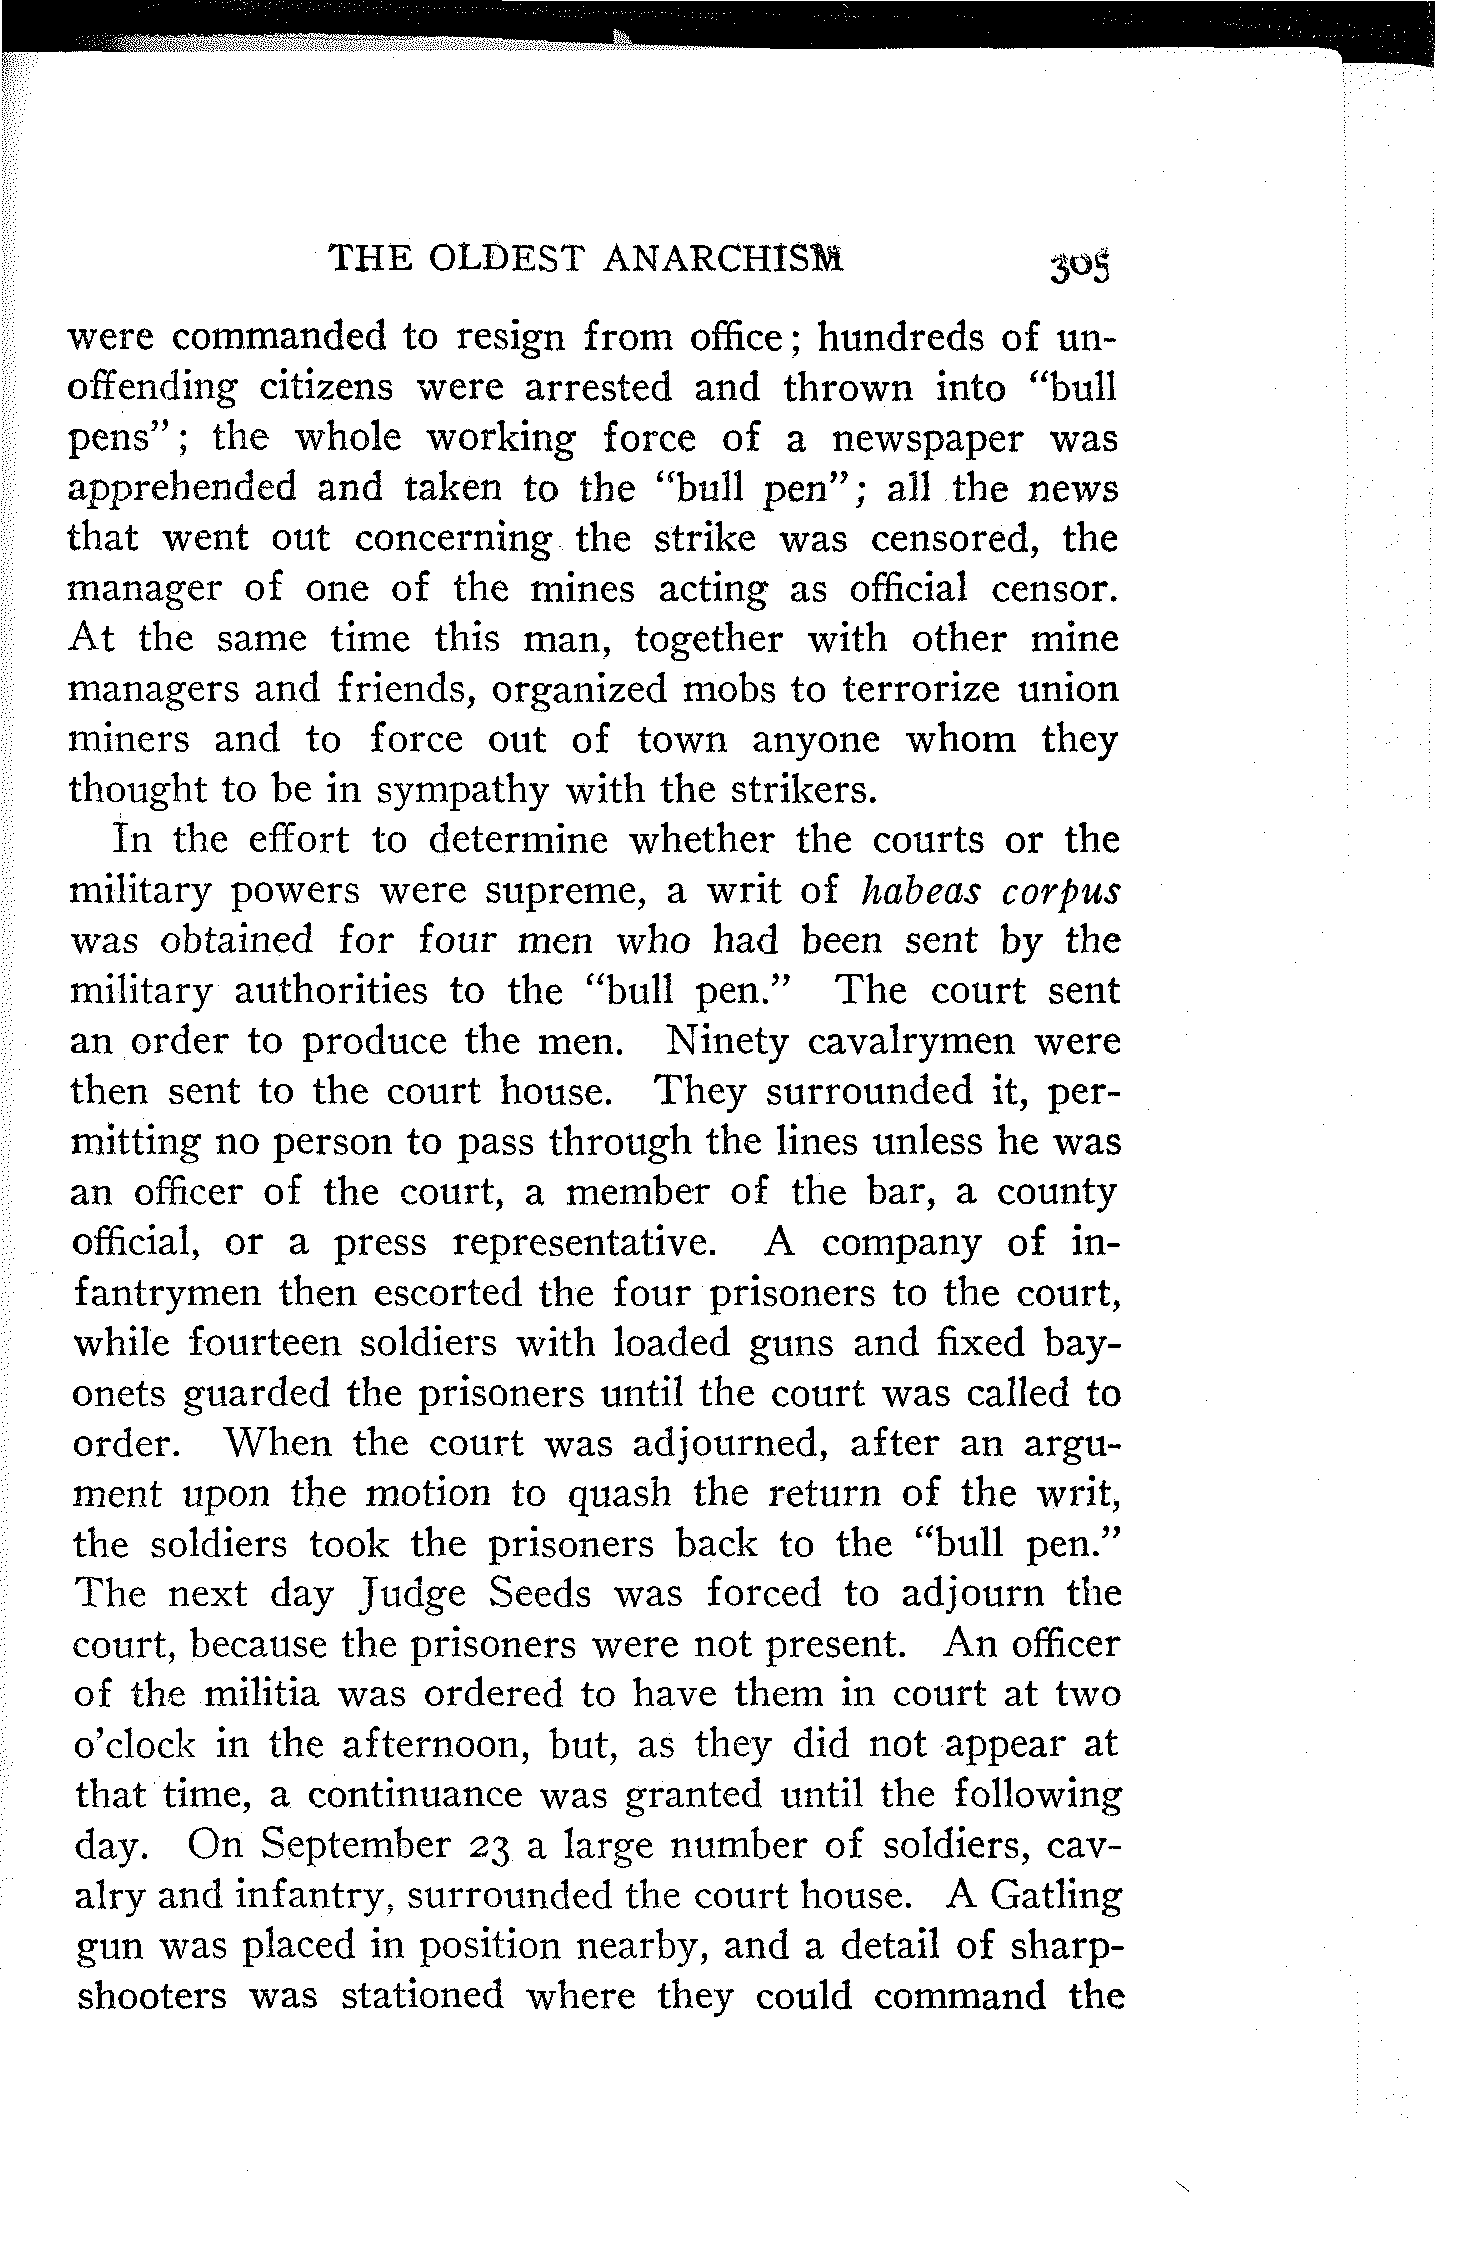 THE OLDEST ANARCHISM 305
were commanded to resign from office; hundreds of un-
offending citizens were arrested and thrown into "bull
pens"; the whole working force of a newspaper was
apprehended and taken to the "bull pen"; all the news
that went out concerning the strike was censored, the
manager of one of the mines acting as official censor.
At the same time this man, together with other mine
managers and friends, organized mobs to terrorize union
miners and to force out of town anyone whom they
thought to be in sympathy with the strikers.
In the effort to determine whether the courts or the
military powers were supreme, a writ of habeas corpus
was obtained for four men who had been sent by the
military authorities to the "bull pen." The court sent
an order to produce the men. Ninety cavalrymen were
then sent to the court house. They surrounded it, per-
mitting no person to pass through the lines unless he was
an officer of the court, a member of the bar, a county
official, or a press representative. A company of in-
fantrymen then escorted the four prisoners to the court,
while fourteen soldiers with loaded guns and fixed bay-
onets guarded the prisoners until the court was called to
order. When the court was adjourned, after an argu-
ment upon the motion to quash the return of the writ,
the soldiers took the prisoners back to the "bull pen."
The next day Judge Seeds was forced to adjourn the
court, because the prisoners were not present. An officer
of the militia was ordered to have them in court at two
o'clock in the afternoon, but, as they did not appear at
that time, a continuance was granted until the following
day. On September 23 a large number of soldiers, cav-
alry and infantry, surrounded the court house. A Gatling
gun was placed in position nearby, and a detail of sharp-
shooters was stationed where they could command the